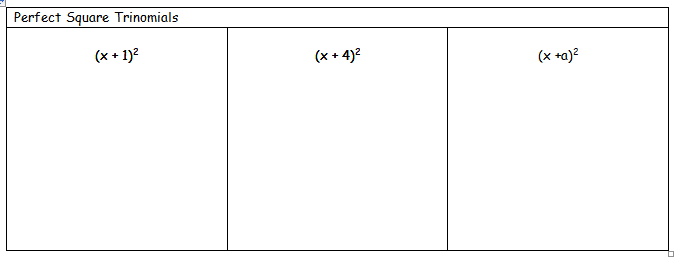 Perfect Square Trinomials
(x + 1)²
(x + 4)²
(x +a)²